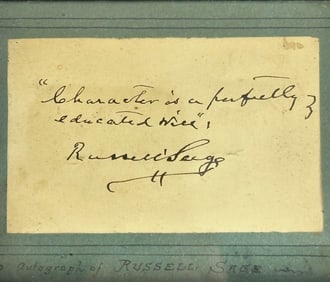 "Character is a perfectly
educated will";
Russell Sage
autograph of RUSSELL SAGE